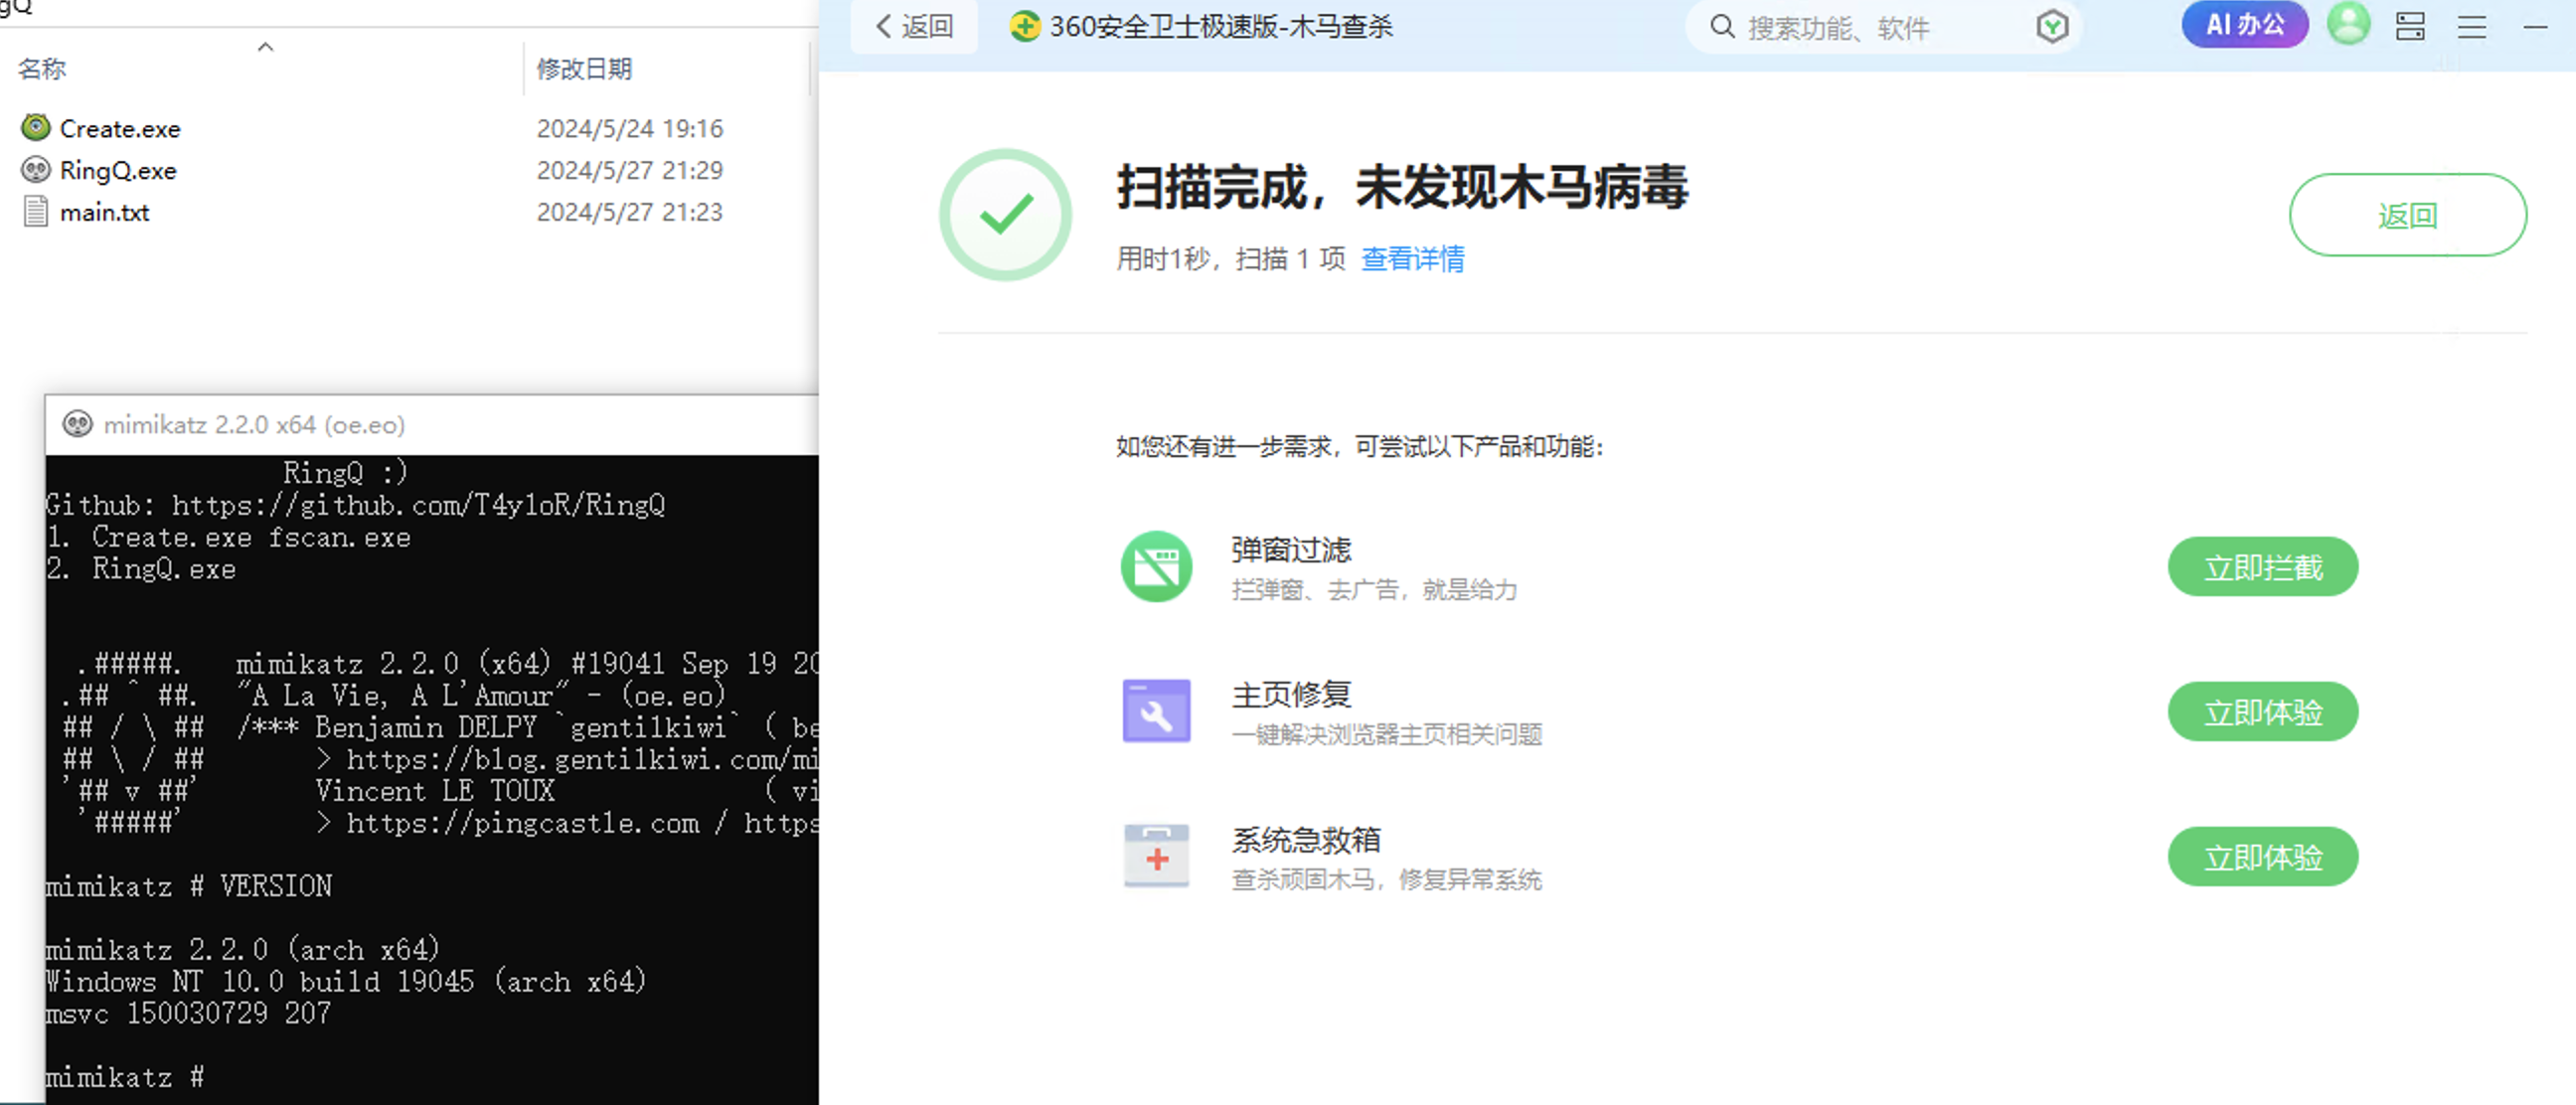 gQ
名称
修改日期
Create.exe
2024/5/24 19:16
RingQ.exe
2024/5/27 21:29
main.txt
2024/5/27 21:23
mimikatz 2.2.0 x64 (oe.eo)
RingQ :)
Github: https://github.com/T4y1oR/RingQ
1. Create.exe fscan.exe
2. RingQ.exe
.#####.   mimikatz 2.2.0 (x64) #19041 Sep 19 20
.## ^ ##.  "A La Vie, A L'Amour" - (oe.eo)
## / \ ##  /*** Benjamin DELPY `gentilkiwi` ( be
## \ / ##       > https://blog.gentilkiwi.com/mi
'## v ##'       Vincent LE TOUX             ( vi
'#####'        > https://pingcastle.com / https
mimikatz # VERSION
mimikatz 2.2.0 (arch x64)
Windows NT 10.0 build 19045 (arch x64)
msvc 150030729 207
mimikatz #
返回
360安全卫士极速版-木马查杀
搜索功能、软件
AI 办公
扫描完成，未发现木马病毒
用时1秒，扫描 1 项 查看详情
返回
如您还有进一步需求，可尝试以下产品和功能：
弹窗过滤
拦弹窗、去广告，就是给力
立即拦截
主页修复
一键解决浏览器主页相关问题
立即体验
系统急救箱
查杀顽固木马，修复异常系统
立即体验